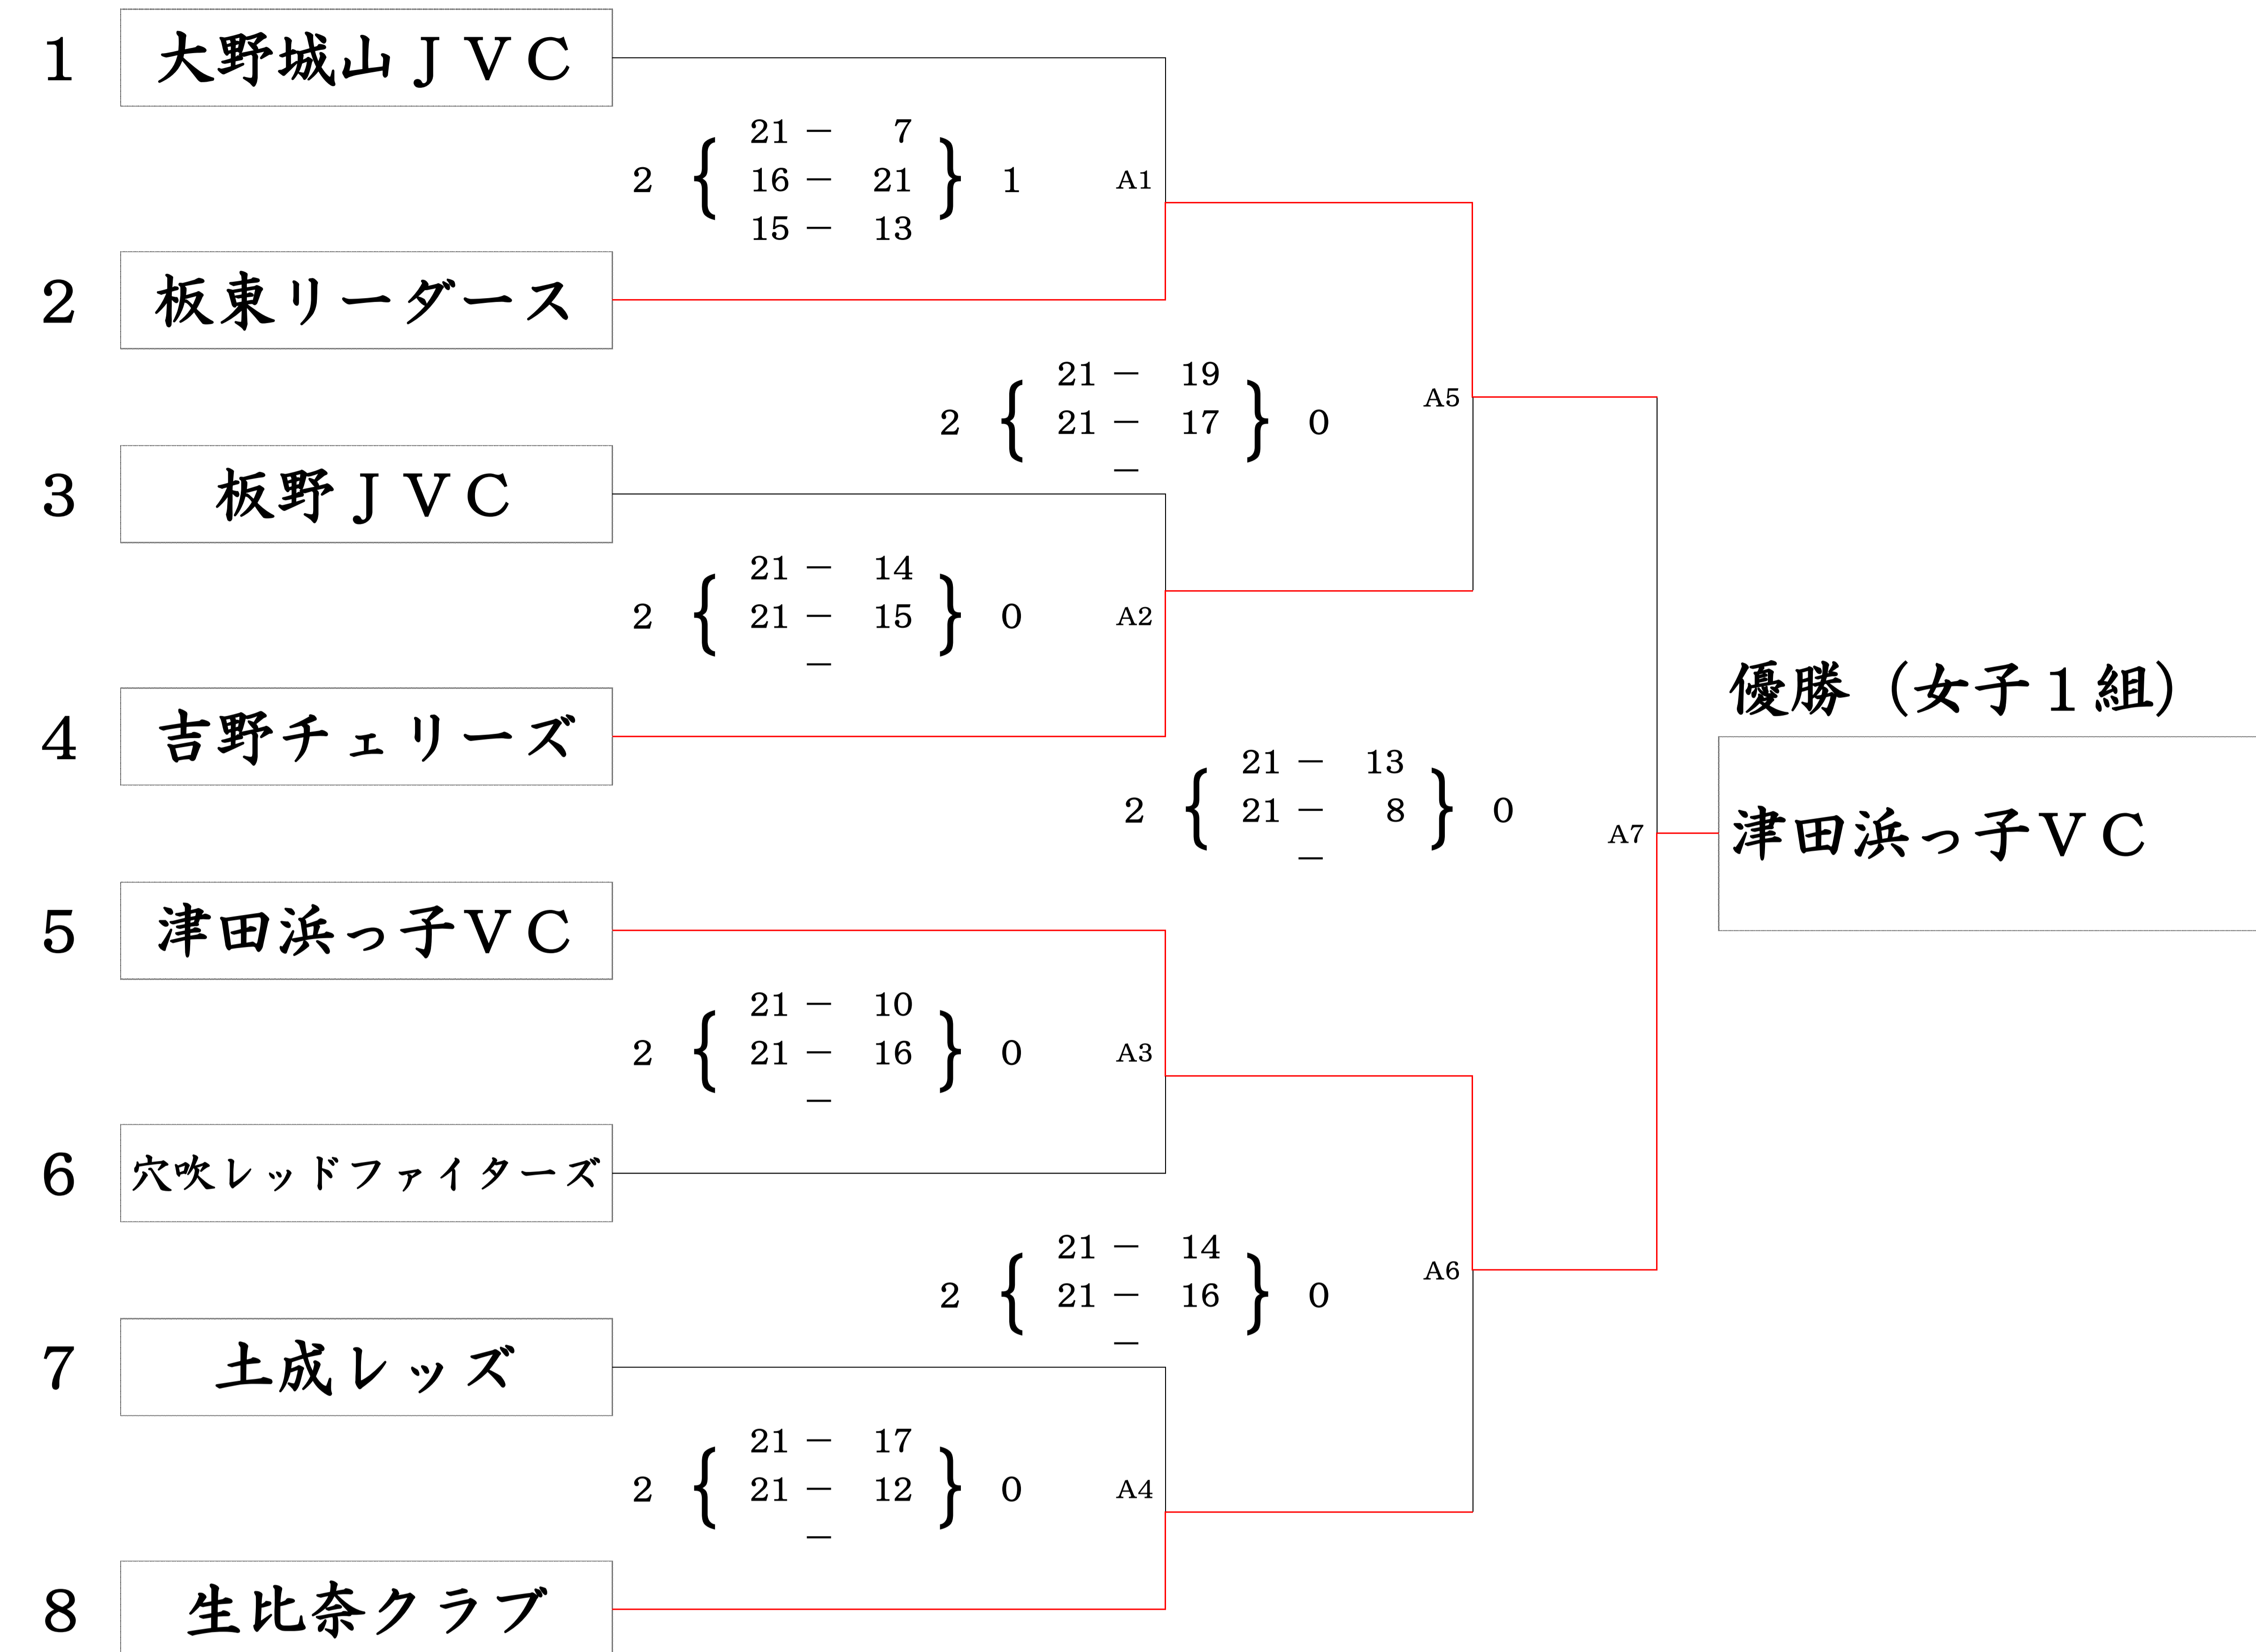 1 大野城山ＪＶＣ
21 － 7
2 { 16 － 21 } 1 A1
15 － 13
2 板東リーグース
21 － 19
2 { 21 － 17 } 0 A5
－
3 板野ＪＶＣ
21 － 14
2 { 21 － 15 } 0 A2
－
4 吉野チェリーズ
優勝（女子１組）
21 － 13
2 { 21 － 8 } 0 A7
－
津田浜っ子ＶＣ
5 津田浜っ子ＶＣ
21 － 10
2 { 21 － 16 } 0 A3
－
6 穴吹レッドファイターズ
21 － 14
2 { 21 － 16 } 0 A6
－
7 土成レッズ
21 － 17
2 { 21 － 12 } 0 A4
－
8 生比奈クラブ